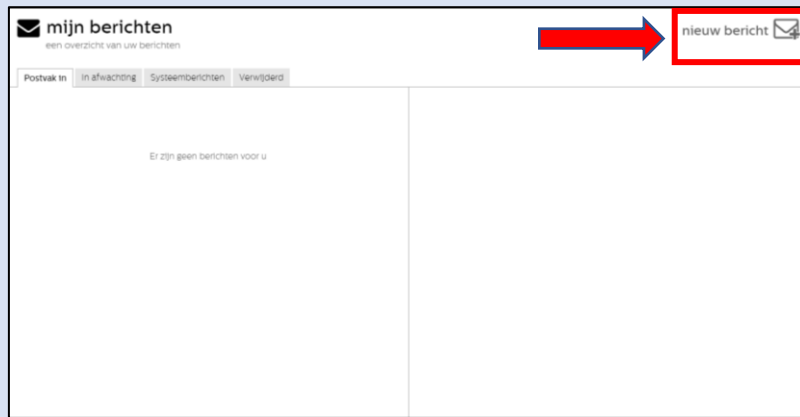 mijn berichten
een overzicht van uw berichten
nieuw bericht
Postvak in In afwachting Systeemberichten Verwijderd
Er zijn geen berichten voor u